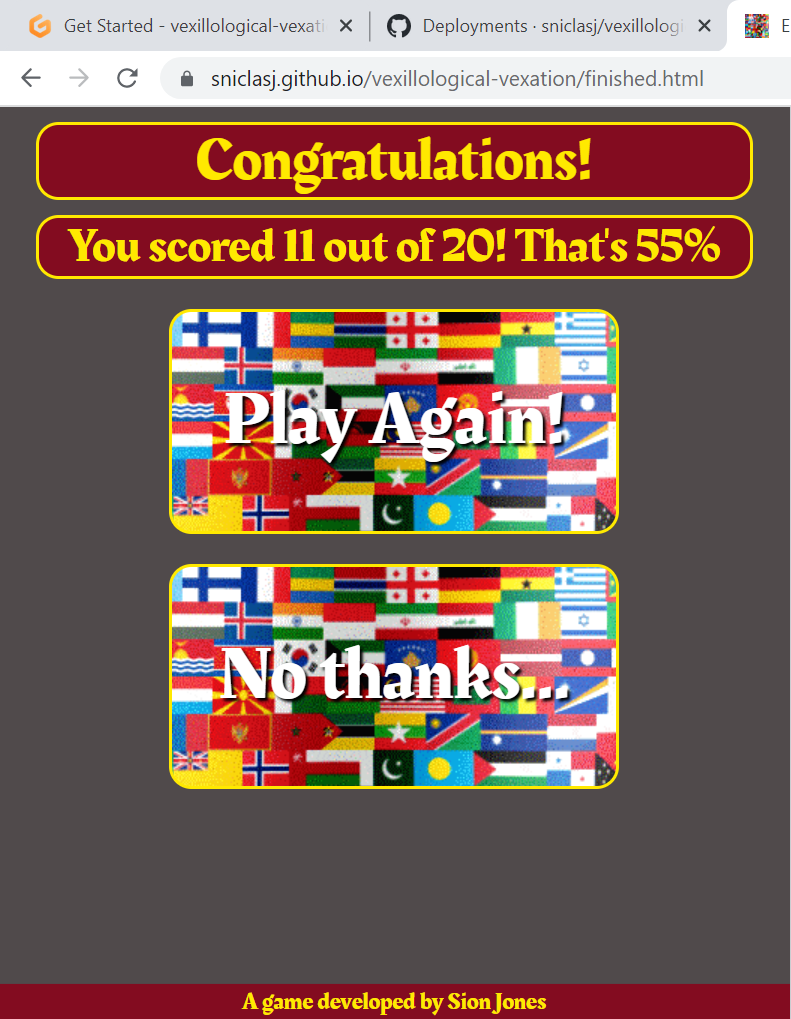 Get Started - vexillological-vexati
Deployments · sniclasj/vexillologi
E
sniclasj.github.io/vexillological-vexation/finished.html
Congratulations!
You scored 11 out of 20! That's 55%
Play Again!
No thanks...
A game developed by Sion Jones